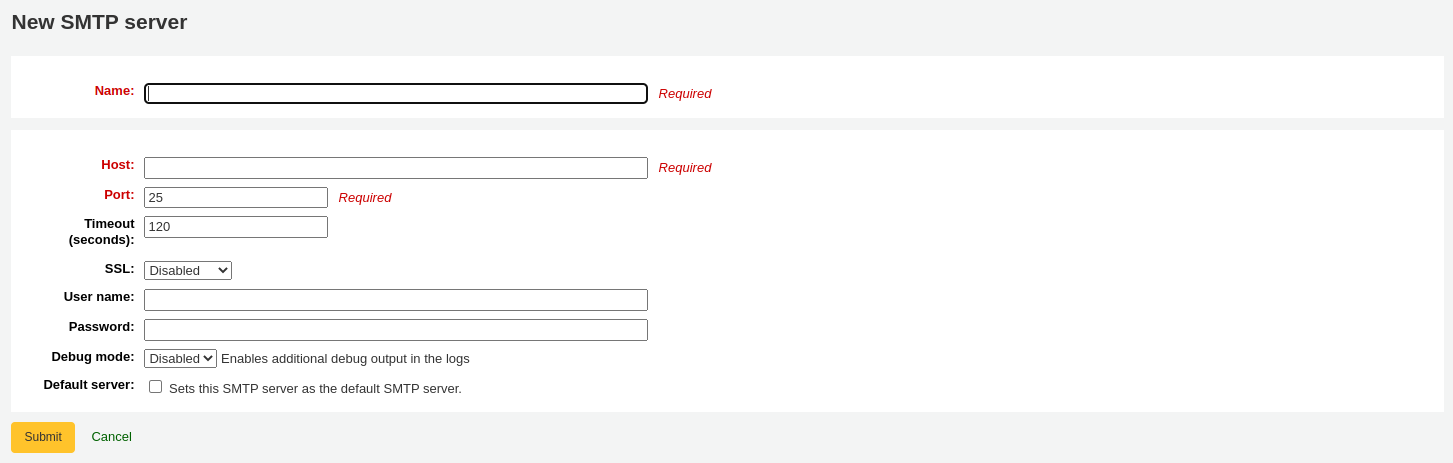 New SMTP server
Name: Required
Host: Required
Port: 25 Required
Timeout (seconds): 120
SSL: Disabled
User name:
Password:
Debug mode: Disabled Enables additional debug output in the logs
Default server: Sets this SMTP server as the default SMTP server.
Submit Cancel